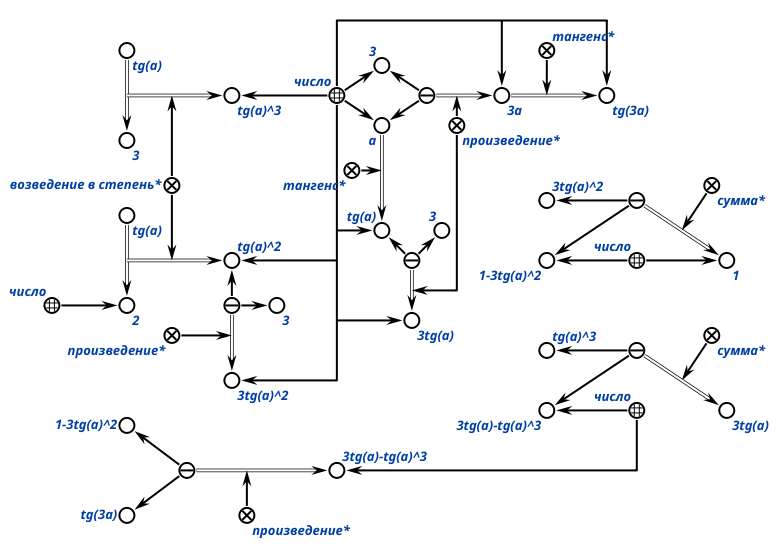 тангенс*
3
tg(a)
число
tg(a)^3
3a
tg(3a)
a
произведение*
3
возведение в степень*
тангенс*
3tg(a)^2
сумма*
tg(a)
3
tg(a)
tg(a)^2
число
1-3tg(a)^2
1
число
2
3
3tg(a)
tg(a)^3
сумма*
произведение*
3tg(a)^2
число
1-3tg(a)^2
3tg(a)-tg(a)^3
3tg(a)
3tg(a)-tg(a)^3
tg(3a)
произведение*